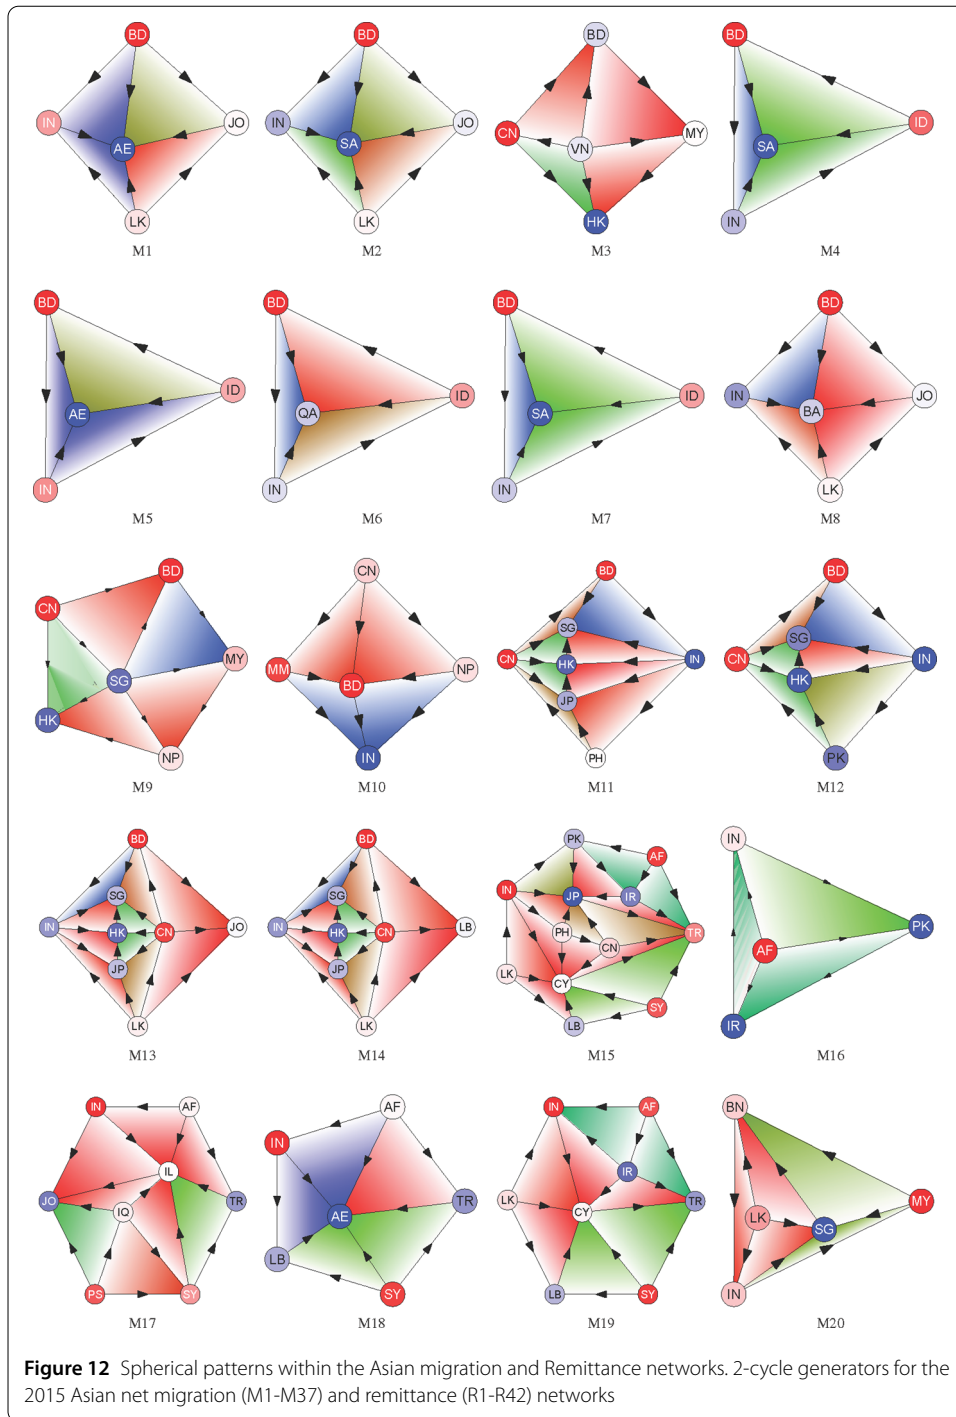 BD BD BD BD
IN JO IN JO CN MY ID
AE SA VN SA
LK LK HK IN
M1 M2 M3 M4
BD BD BD BD
ID ID ID IN JO
AE QA SA BA
IN IN IN LK
M5 M6 M7 M8
BD CN BD BD
CN MM NP CN SG IN CN SG IN
SG MY BD HK HK
HK JP
NP IN PH PK
M9 M10 M11 M12
BD BD PK AF IN
SG SG IN JP IR
IN HK CN JO IN HK CN LB PH CN TR AF PK
JP JP LK CY
LK LK LB SY IR
M13 M14 M15 M16
IN AF AF IN AF BN
IL IN IR
JO IQ TR AE TR LK CY TR LK SG MY
LB
PS SY SY LB SY IN
M17 M18 M19 M20
Figure 12 Spherical patterns within the Asian migration and Remittance networks. 2-cycle generators for the
2015 Asian net migration (M1-M37) and remittance (R1-R42) networks